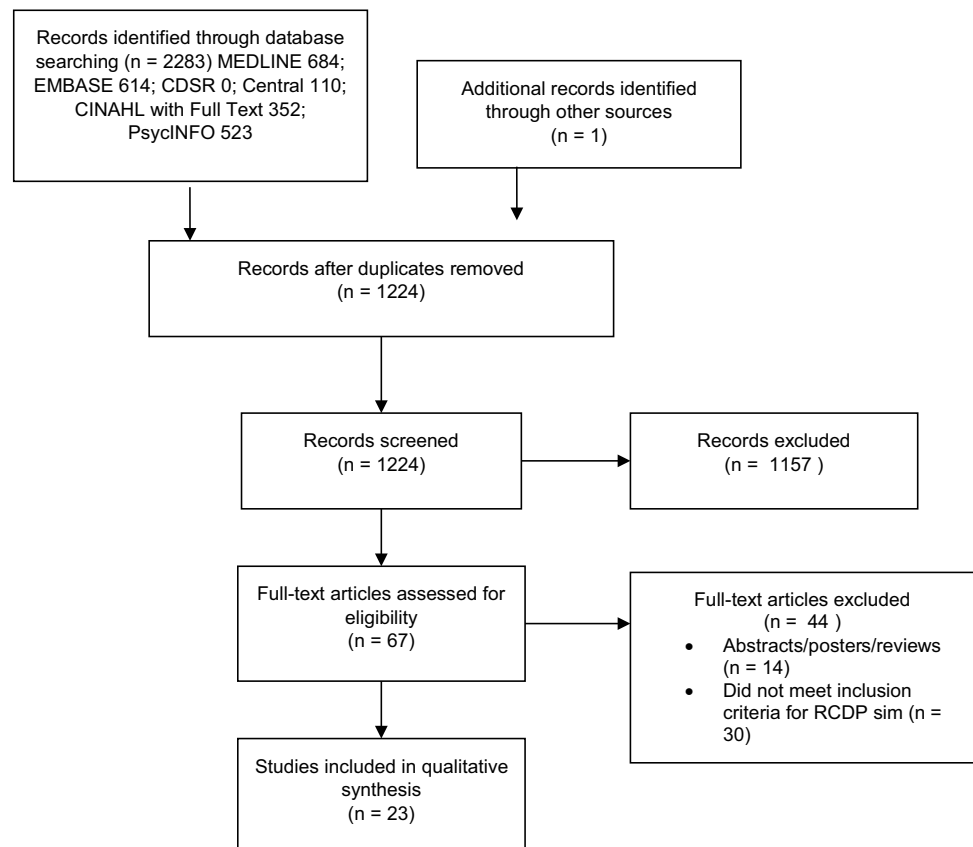 Records identified through database
searching (n = 2283) MEDLINE 684;
EMBASE 614; CDSR 0; Central 110;
CINAHL with Full Text 352;
PsycINFO 523
Additional records identified
through other sources
(n = 1)
Records after duplicates removed
(n = 1224)
Records screened
(n = 1224)
Records excluded
(n =  1157 )
Full-text articles assessed for
eligibility
(n = 67)
Full-text articles excluded
(n =  44 )
• Abstracts/posters/reviews
(n = 14)
• Did not meet inclusion
criteria for RCDP sim (n =
30)
Studies included in qualitative
synthesis
(n = 23)